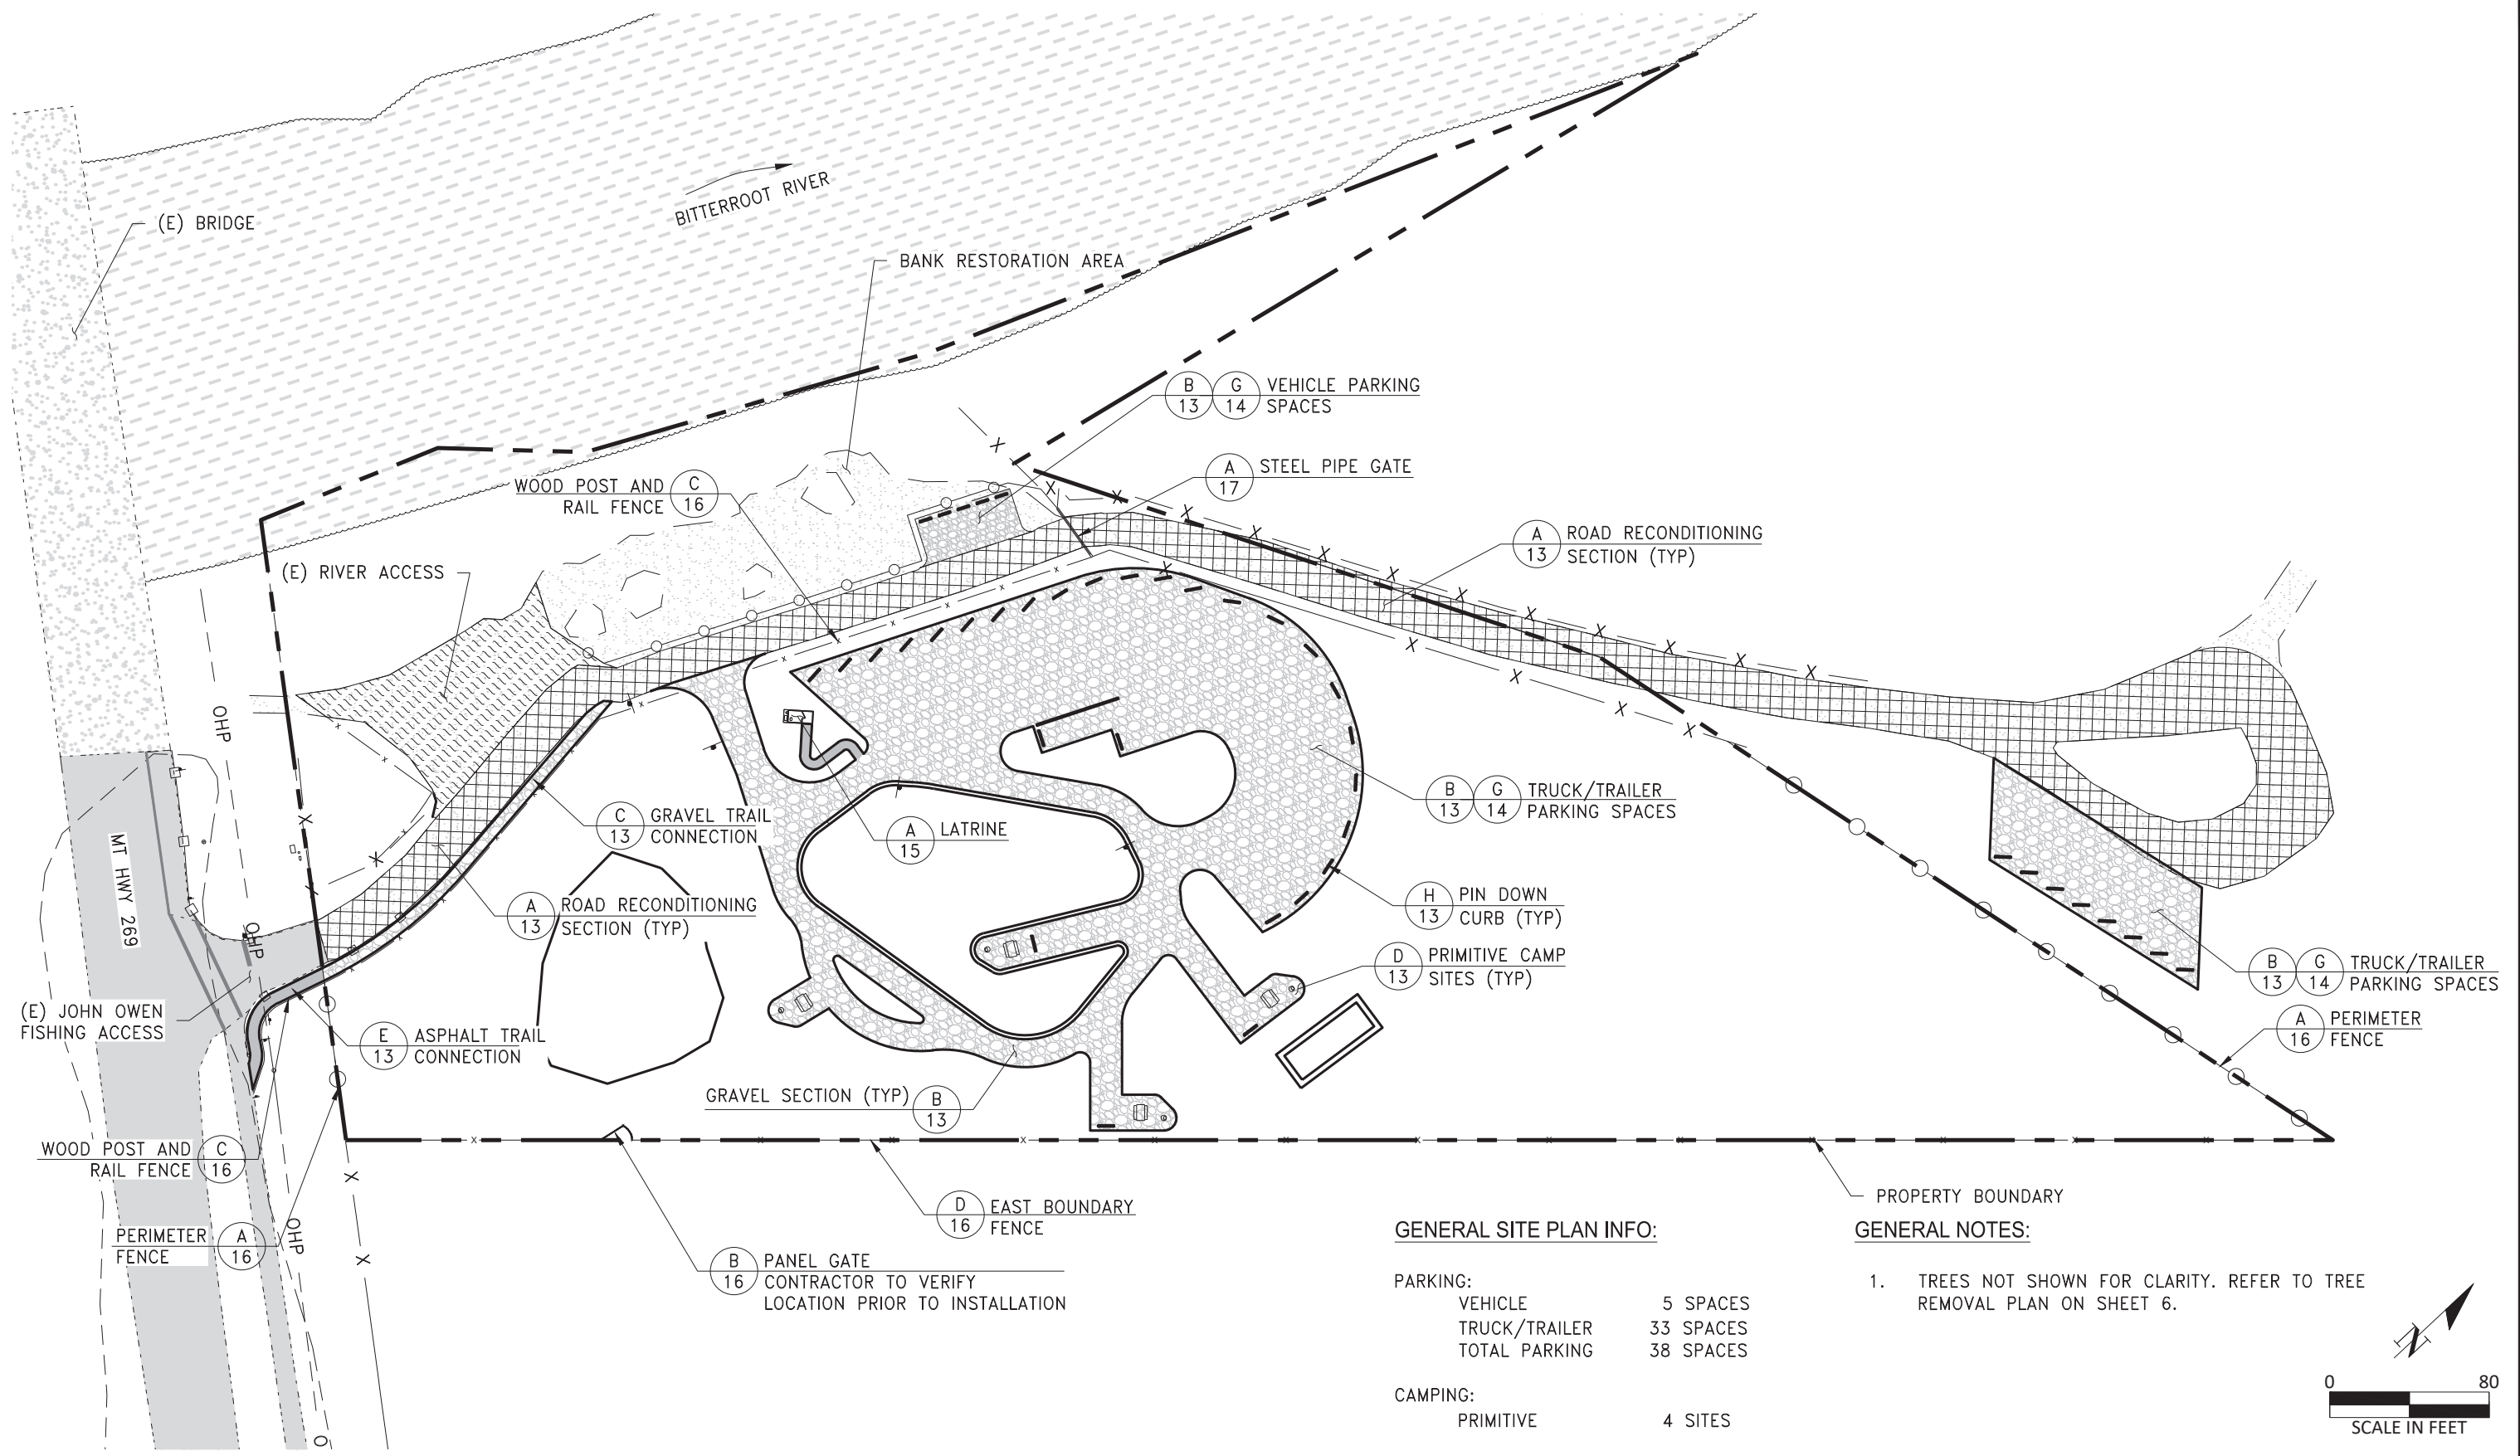 (E) BRIDGE
BITTERROOT RIVER
BANK RESTORATION AREA
B
13
G
14
VEHICLE PARKING
SPACES
WOOD POST AND
RAIL FENCE
C
16
A
17
STEEL PIPE GATE
A
13
ROAD RECONDITIONING
SECTION (TYP)
(E) RIVER ACCESS
OHP
MT HWY 269
C
13
GRAVEL TRAIL
CONNECTION
A
15
LATRINE
B
13
G
14
TRUCK/TRAILER
PARKING SPACES
A
13
ROAD RECONDITIONING
SECTION (TYP)
H
13
PIN DOWN
CURB (TYP)
OHP
D
13
PRIMITIVE CAMP
SITES (TYP)
B
13
G
14
TRUCK/TRAILER
PARKING SPACES
(E) JOHN OWEN
FISHING ACCESS
E
13
ASPHALT TRAIL
CONNECTION
A
16
PERIMETER
FENCE
GRAVEL SECTION (TYP)
B
13
WOOD POST AND
RAIL FENCE
C
16
D
16
EAST BOUNDARY
FENCE
PROPERTY BOUNDARY
PERIMETER
FENCE
A
16
OHP
B
16
PANEL GATE
CONTRACTOR TO VERIFY
LOCATION PRIOR TO INSTALLATION
GENERAL SITE PLAN INFO:
PARKING:
VEHICLE 5 SPACES
TRUCK/TRAILER 33 SPACES
TOTAL PARKING 38 SPACES
CAMPING:
PRIMITIVE 4 SITES
GENERAL NOTES:
1. TREES NOT SHOWN FOR CLARITY. REFER TO TREE
REMOVAL PLAN ON SHEET 6.
N
0 80
SCALE IN FEET
O